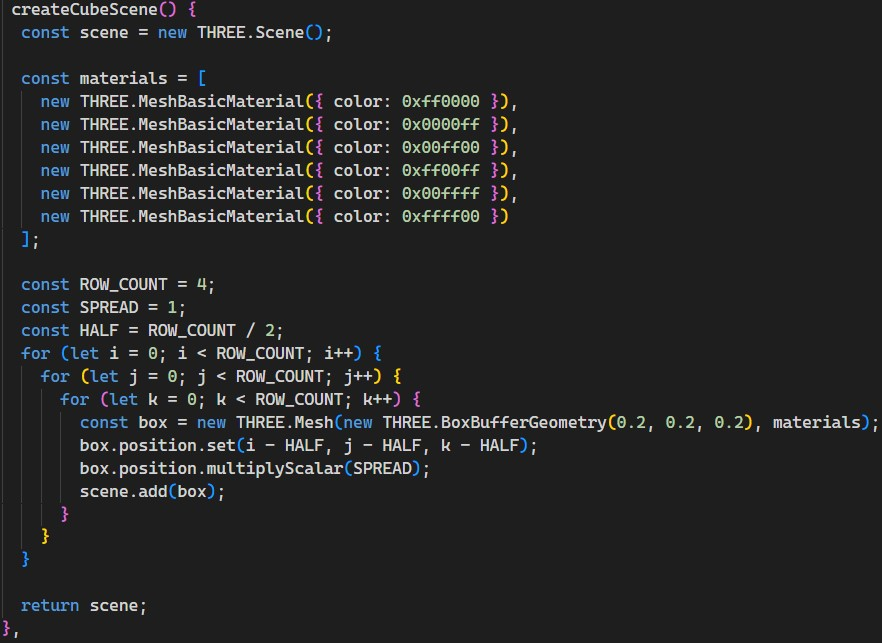 createCubeScene() {
  const scene = new THREE.Scene();

  const materials = [
    new THREE.MeshBasicMaterial({ color: 0xff0000 }),
    new THREE.MeshBasicMaterial({ color: 0x0000ff }),
    new THREE.MeshBasicMaterial({ color: 0x00ff00 }),
    new THREE.MeshBasicMaterial({ color: 0xff00ff }),
    new THREE.MeshBasicMaterial({ color: 0x00ffff }),
    new THREE.MeshBasicMaterial({ color: 0xffff00 })
  ];

  const ROW_COUNT = 4;
  const SPREAD = 1;
  const HALF = ROW_COUNT / 2;
  for (let i = 0; i < ROW_COUNT; i++) {
    for (let j = 0; j < ROW_COUNT; j++) {
      for (let k = 0; k < ROW_COUNT; k++) {
        const box = new THREE.Mesh(new THREE.BoxBufferGeometry(0.2, 0.2, 0.2), materials);
        box.position.set(i - HALF, j - HALF, k - HALF);
        box.position.multiplyScalar(SPREAD);
        scene.add(box);
      }
    }
  }

  return scene;
},